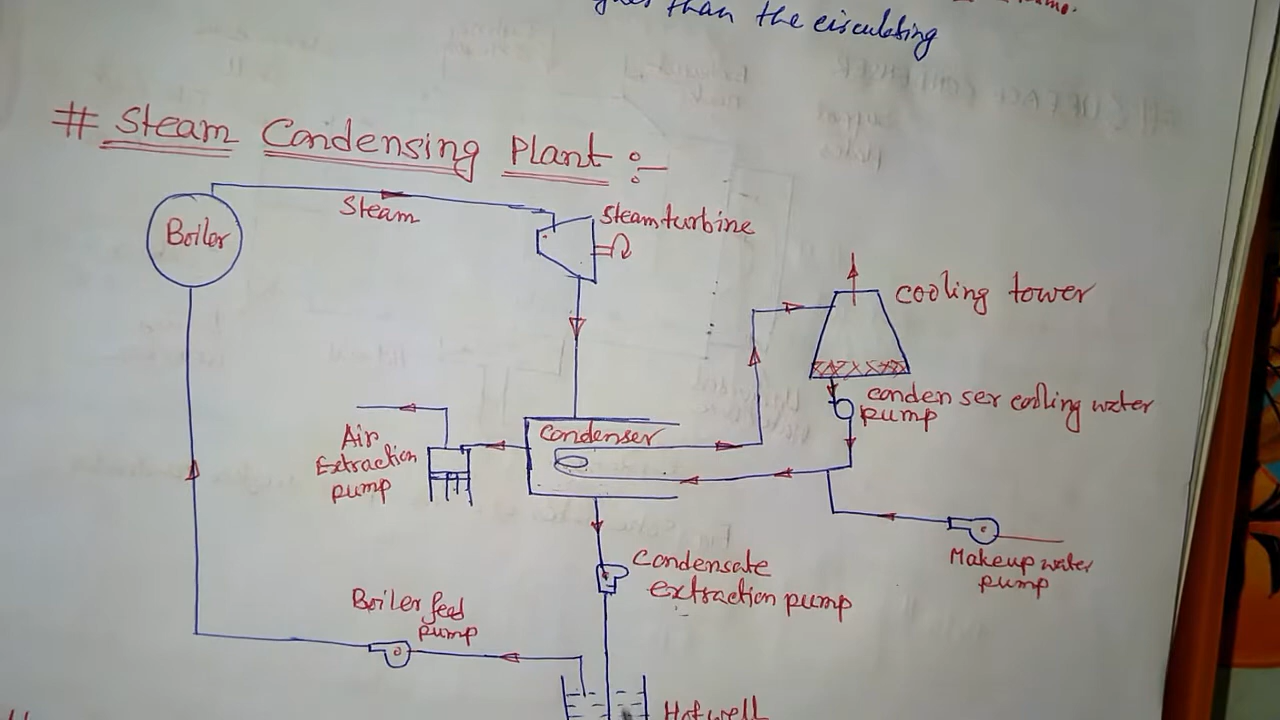 than the circulating
# Steam Condensing Plant :-
Boiler
Steam
Steam turbine
cooling tower
condenser colling water
pump
Condenser
Air
Extraction
pump
Makeup water
pump
Condensate
extraction pump
Boiler feed
pump
Hotwell